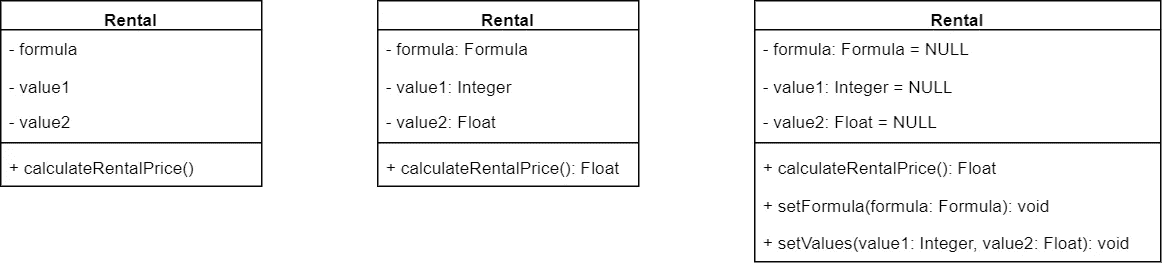 Rental
- formula
- value1
- value2
+ calculateRentalPrice()
Rental
- formula: Formula
- value1: Integer
- value2: Float
+ calculateRentalPrice(): Float
Rental
- formula: Formula = NULL
- value1: Integer = NULL
- value2: Float = NULL
+ calculateRentalPrice(): Float
+ setFormula(formula: Formula): void
+ setValues(value1: Integer, value2: Float): void